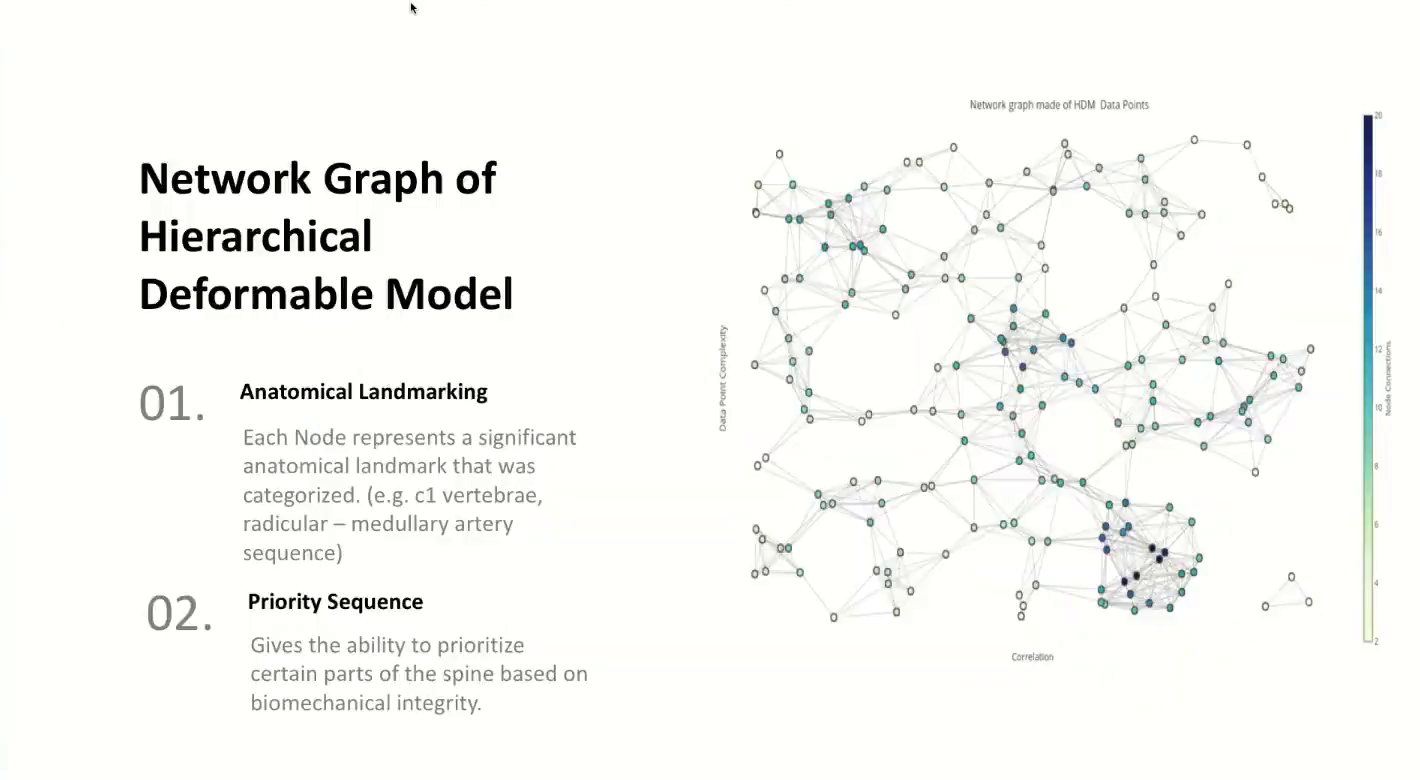 Network Graph of
Hierarchical
Deformable Model
01.
Anatomical Landmarking
Each Node represents a significant
anatomical landmark that was
categorized. (e.g. c1 vertebrae,
radicular – medullary artery
sequence)
02.
Priority Sequence
Gives the ability to prioritize
certain parts of the spine based on
biomechanical integrity.
Network graph made of HDM Data Points
Data Point Complexity
Correlation
20
18
16
14
12
10
8
6
4
2
Node Connections